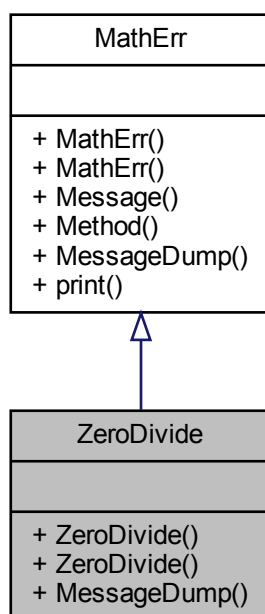 MathErr
+ MathErr()
+ MathErr()
+ Message()
+ Method()
+ MessageDump()
+ print()
ZeroDivide
+ ZeroDivide()
+ ZeroDivide()
+ MessageDump()